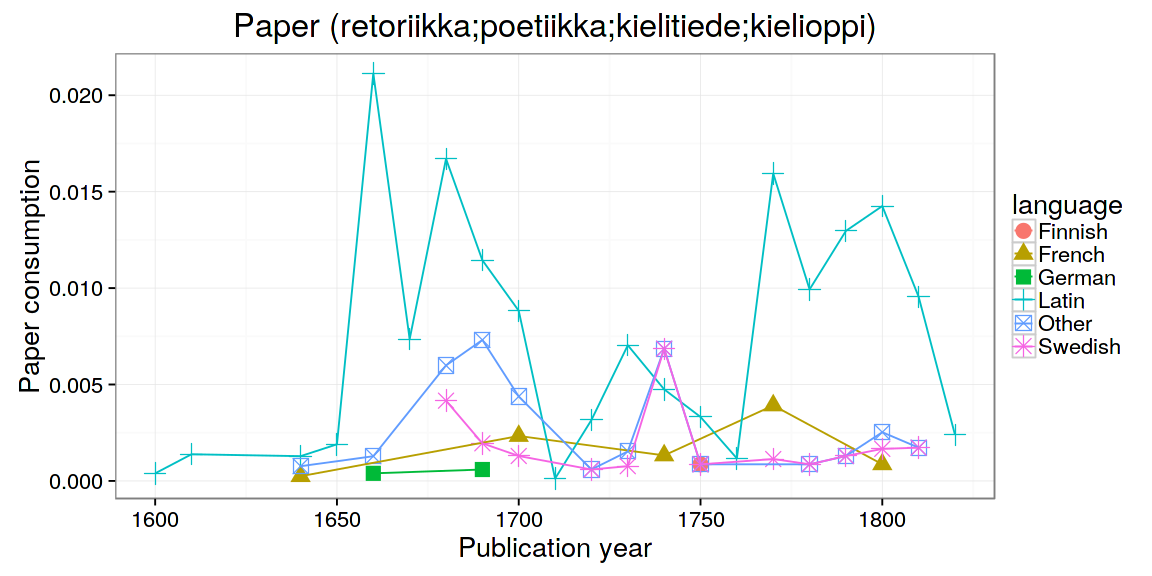 Paper (retoriikka;poetiikka;kielitiede;kielioppi)
Paper consumption
0.020
0.015
0.010
0.005
0.000
1600 1650 1700 1750 1800
Publication year
language
Finnish
French
German
Latin
Other
Swedish